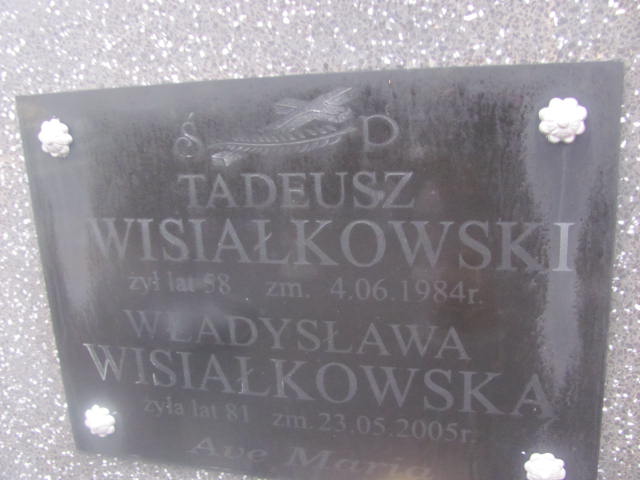 Ś P
TADEUSZ
WISIAŁKOWSKI
żył lat 58 zm. 4.06.1984r.
WŁADYSŁAWA
WISIAŁKOWSKA
żyła lat 81 zm. 23.05.2005r.
Ave Maria